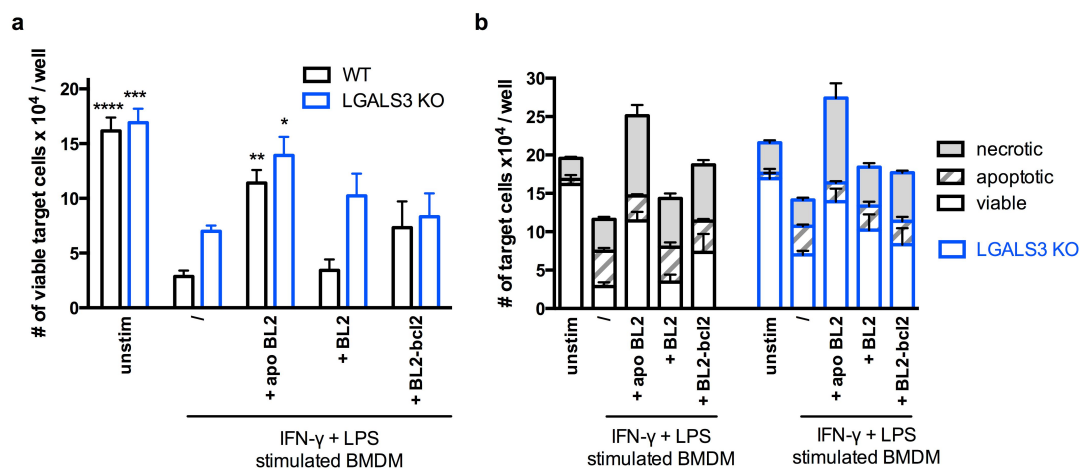 a
# of viable target cells x 10⁴ / well
20
15
10
5
0
WT
LGALS3 KO
****
***
**
*
unstim
/
+ apo BL2
+ BL2
+ BL2-bcl2
IFN-γ + LPS
stimulated BMDM
b
# of target cells x10⁴ / well
30
25
20
15
10
5
0
necrotic
apoptotic
viable
LGALS3 KO
unstim
/
+ apo BL2
+ BL2
+ BL2-bcl2
unstim
/
+ apo BL2
+ BL2
+ BL2-bcl2
IFN-γ + LPS
stimulated BMDM
IFN-γ + LPS
stimulated BMDM